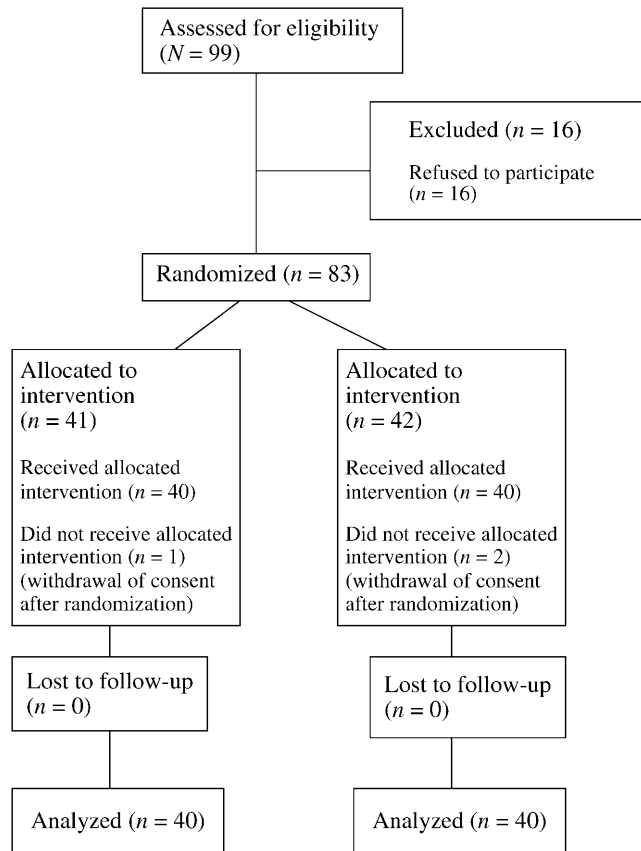 Assessed for eligibility
(N = 99)
Excluded (n = 16)
Refused to participate
(n = 16)
Randomized (n = 83)
Allocated to
intervention
(n = 41)
Received allocated
intervention (n = 40)
Did not receive allocated
intervention (n = 1)
(withdrawal of consent
after randomization)
Allocated to
intervention
(n = 42)
Received allocated
intervention (n = 40)
Did not receive allocated
intervention (n = 2)
(withdrawal of consent
after randomization)
Lost to follow-up
(n = 0)
Lost to follow-up
(n = 0)
Analyzed (n = 40)
Analyzed (n = 40)